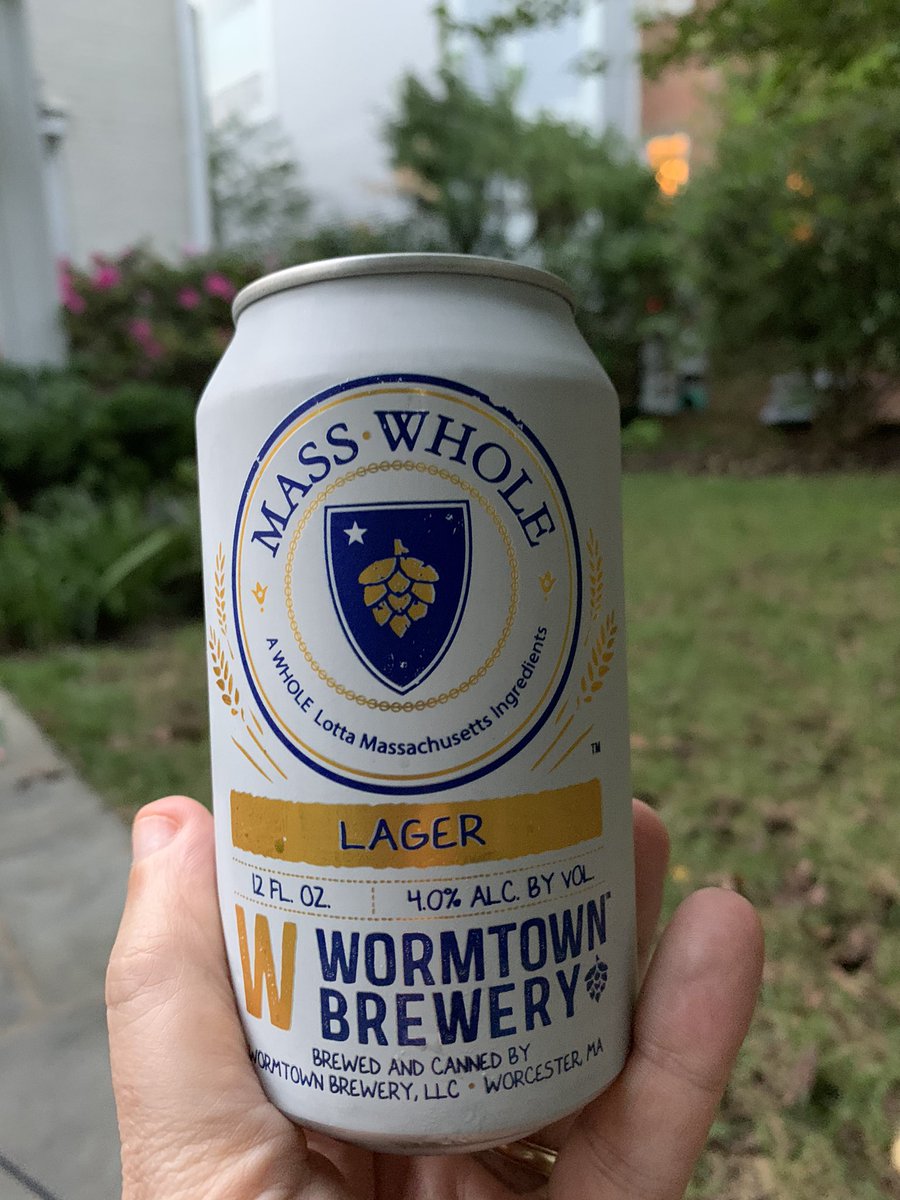 MASS • WHOLE
A WHOLE Lotta Massachusetts Ingredients
TM
LAGER
12 FL. OZ. 4.0% ALC. BY VOL.
W WORMTOWN™
BREWERY
BREWED AND CANNED BY
WORMTOWN BREWERY, LLC • WORCESTER, MA